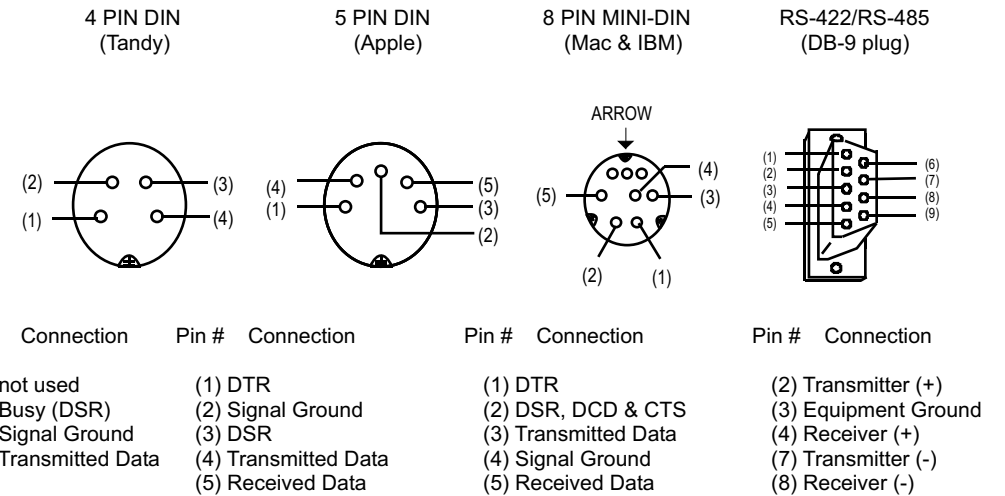 4 PIN DIN
(Tandy)
5 PIN DIN
(Apple)
8 PIN MINI-DIN
(Mac & IBM)
RS-422/RS-485
(DB-9 plug)
(2)
(1)
(3)
(4)
(4)
(1)
(5)
(3)
(2)
ARROW
(5)
(4)
(3)
(2)
(1)
(1)
(2)
(3)
(4)
(5)
(6)
(7)
(8)
(9)
Connection
not used
Busy (DSR)
Signal Ground
Transmitted Data
Pin # Connection
(1) DTR
(2) Signal Ground
(3) DSR
(4) Transmitted Data
(5) Received Data
Pin # Connection
(1) DTR
(2) DSR, DCD & CTS
(3) Transmitted Data
(4) Signal Ground
(5) Received Data
Pin # Connection
(2) Transmitter (+)
(3) Equipment Ground
(4) Receiver (+)
(7) Transmitter (-)
(8) Receiver (-)